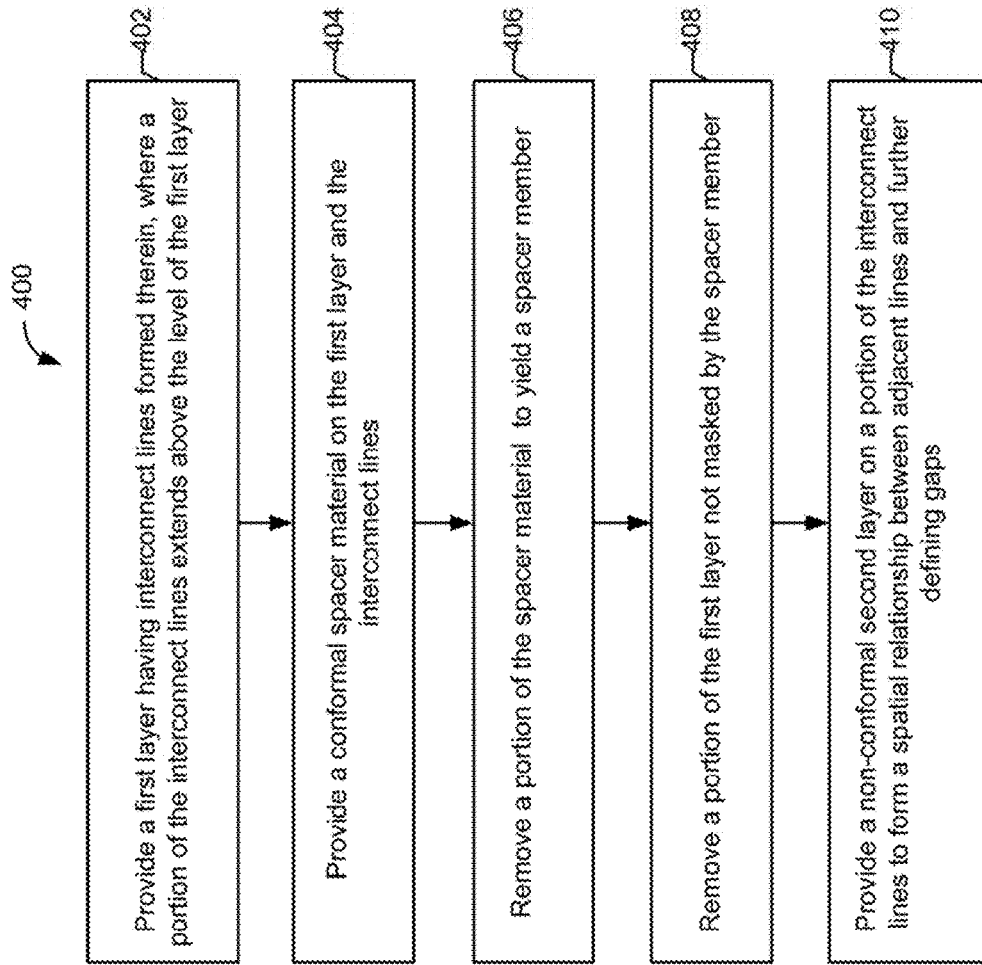 400
402
Provide a first layer having interconnect lines formed therein, where a
portion of the interconnect lines extends above the level of the first layer
404
Provide a conformal spacer material on the first layer and the
interconnect lines
406
Remove a portion of the spacer material to yield a spacer member
408
Remove a portion of the first layer not masked by the spacer member
410
Provide a non-conformal second layer on a portion of the interconnect
lines to form a spatial relationship between adjacent lines and further
defining gaps